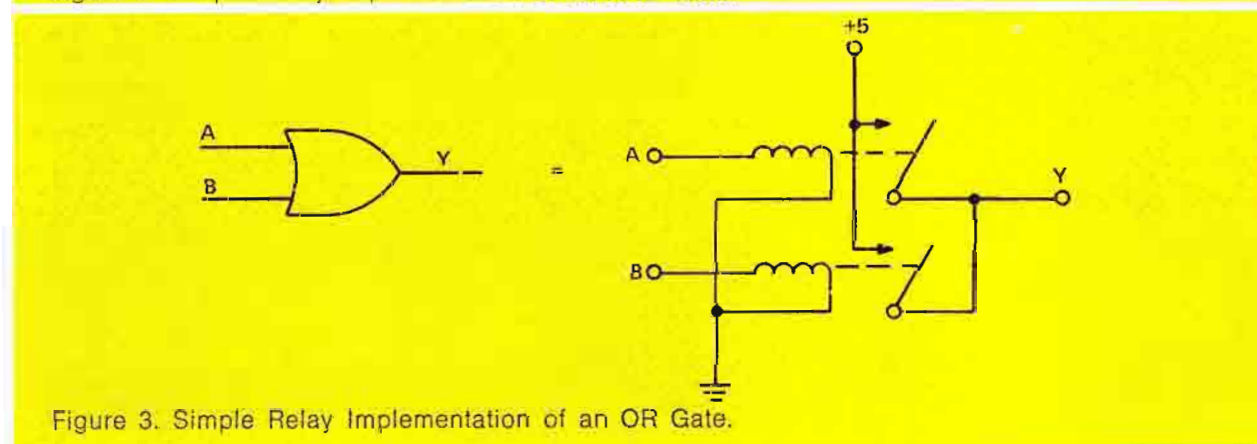 +5
A
Y
B
=
A
Y
B
Figure 3. Simple Relay Implementation of an OR Gate.